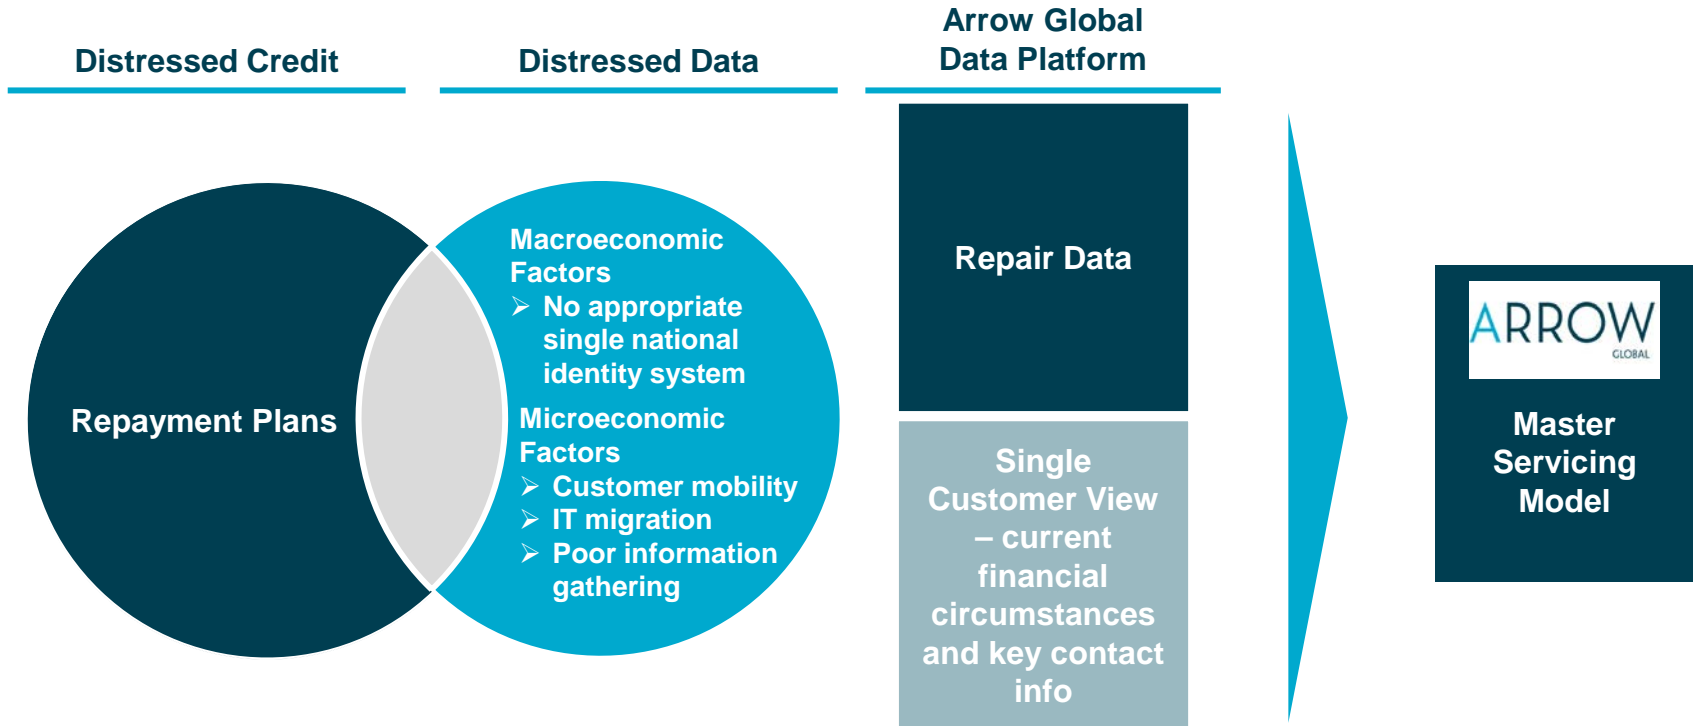 Distressed Credit
Distressed Data
Arrow Global
Data Platform
Repayment Plans
Macroeconomic
Factors
➢ No appropriate
single national
identity system
Microeconomic
Factors
➢ Customer mobility
➢ IT migration
➢ Poor information
gathering
Repair Data
Single
Customer View
– current
financial
circumstances
and key contact
info
ARROW
GLOBAL
Master
Servicing
Model